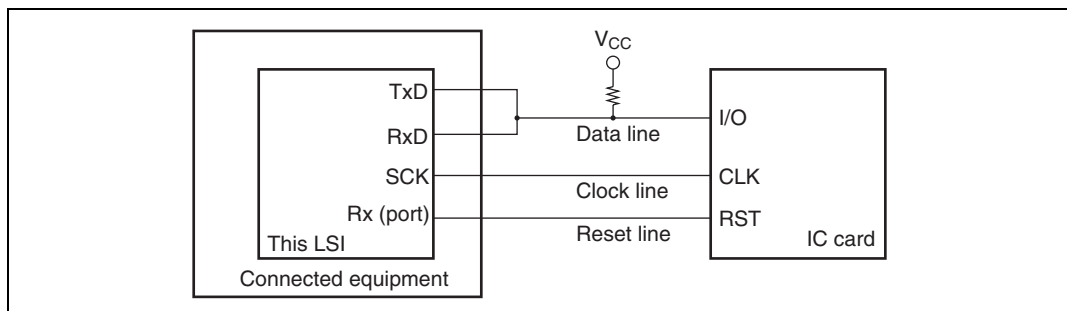 VCC
TxD
I/O
RxD
Data line
SCK
CLK
Clock line
Rx (port)
RST
Reset line
This LSI
IC card
Connected equipment